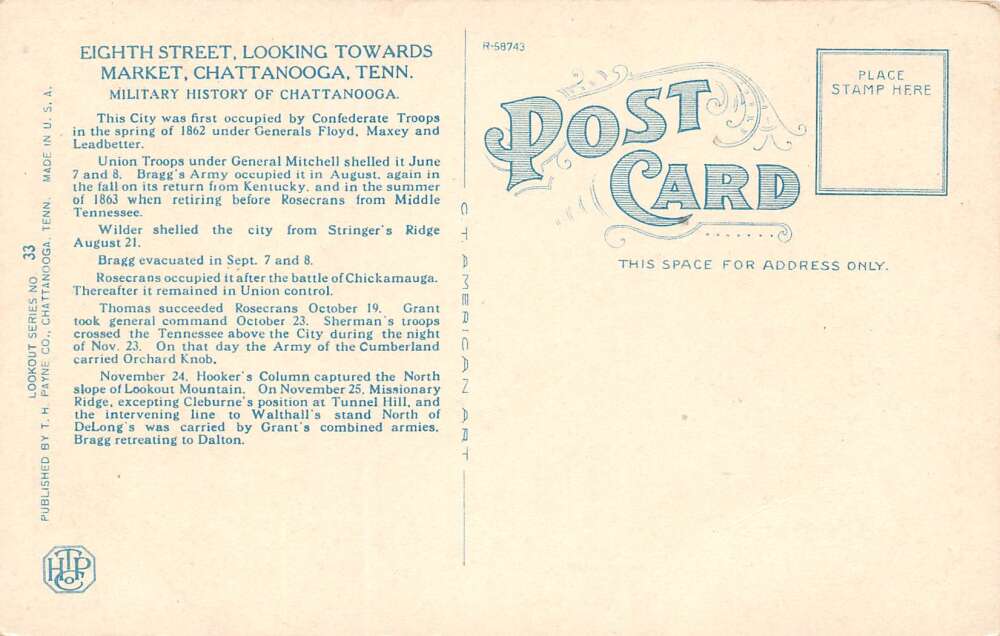 EIGHTH STREET, LOOKING TOWARDS
MARKET, CHATTANOOGA, TENN.
MILITARY HISTORY OF CHATTANOOGA.
This City was first occupied by Confederate Troops
in the spring of 1862 under Generals Floyd, Maxey and
Leadbetter.
Union Troops under General Mitchell shelled it June
7 and 8. Bragg's Army occupied it in August, again in
the fall on its return from Kentucky, and in the summer
of 1863 when retiring before Rosecrans from Middle
Tennessee.
Wilder shelled the city from Stringer's Ridge
August 21.
Bragg evacuated in Sept. 7 and 8.
Rosecrans occupied it after the battle of Chickamauga.
Thereafter it remained in Union control.
Thomas succeeded Rosecrans October 19. Grant
took general command October 23. Sherman's troops
crossed the Tennessee above the City during the night
of Nov. 23. On that day the Army of the Cumberland
carried Orchard Knob.
November 24, Hooker's Column captured the North
slope of Lookout Mountain. On November 25, Missionary
Ridge, excepting Cleburne's position at Tunnel Hill, and
the intervening line to Walthall's stand North of
DeLong's was carried by Grant's combined armies.
Bragg retreating to Dalton.
LOOKOUT SERIES NO 33
PUBLISHED BY T. H. PAYNE CO., CHATTANOOGA, TENN. MADE IN U. S. A.
THP Co
C.T. AMERICAN ART
R-58743
POST
CARD
PLACE
STAMP HERE
THIS SPACE FOR ADDRESS ONLY.